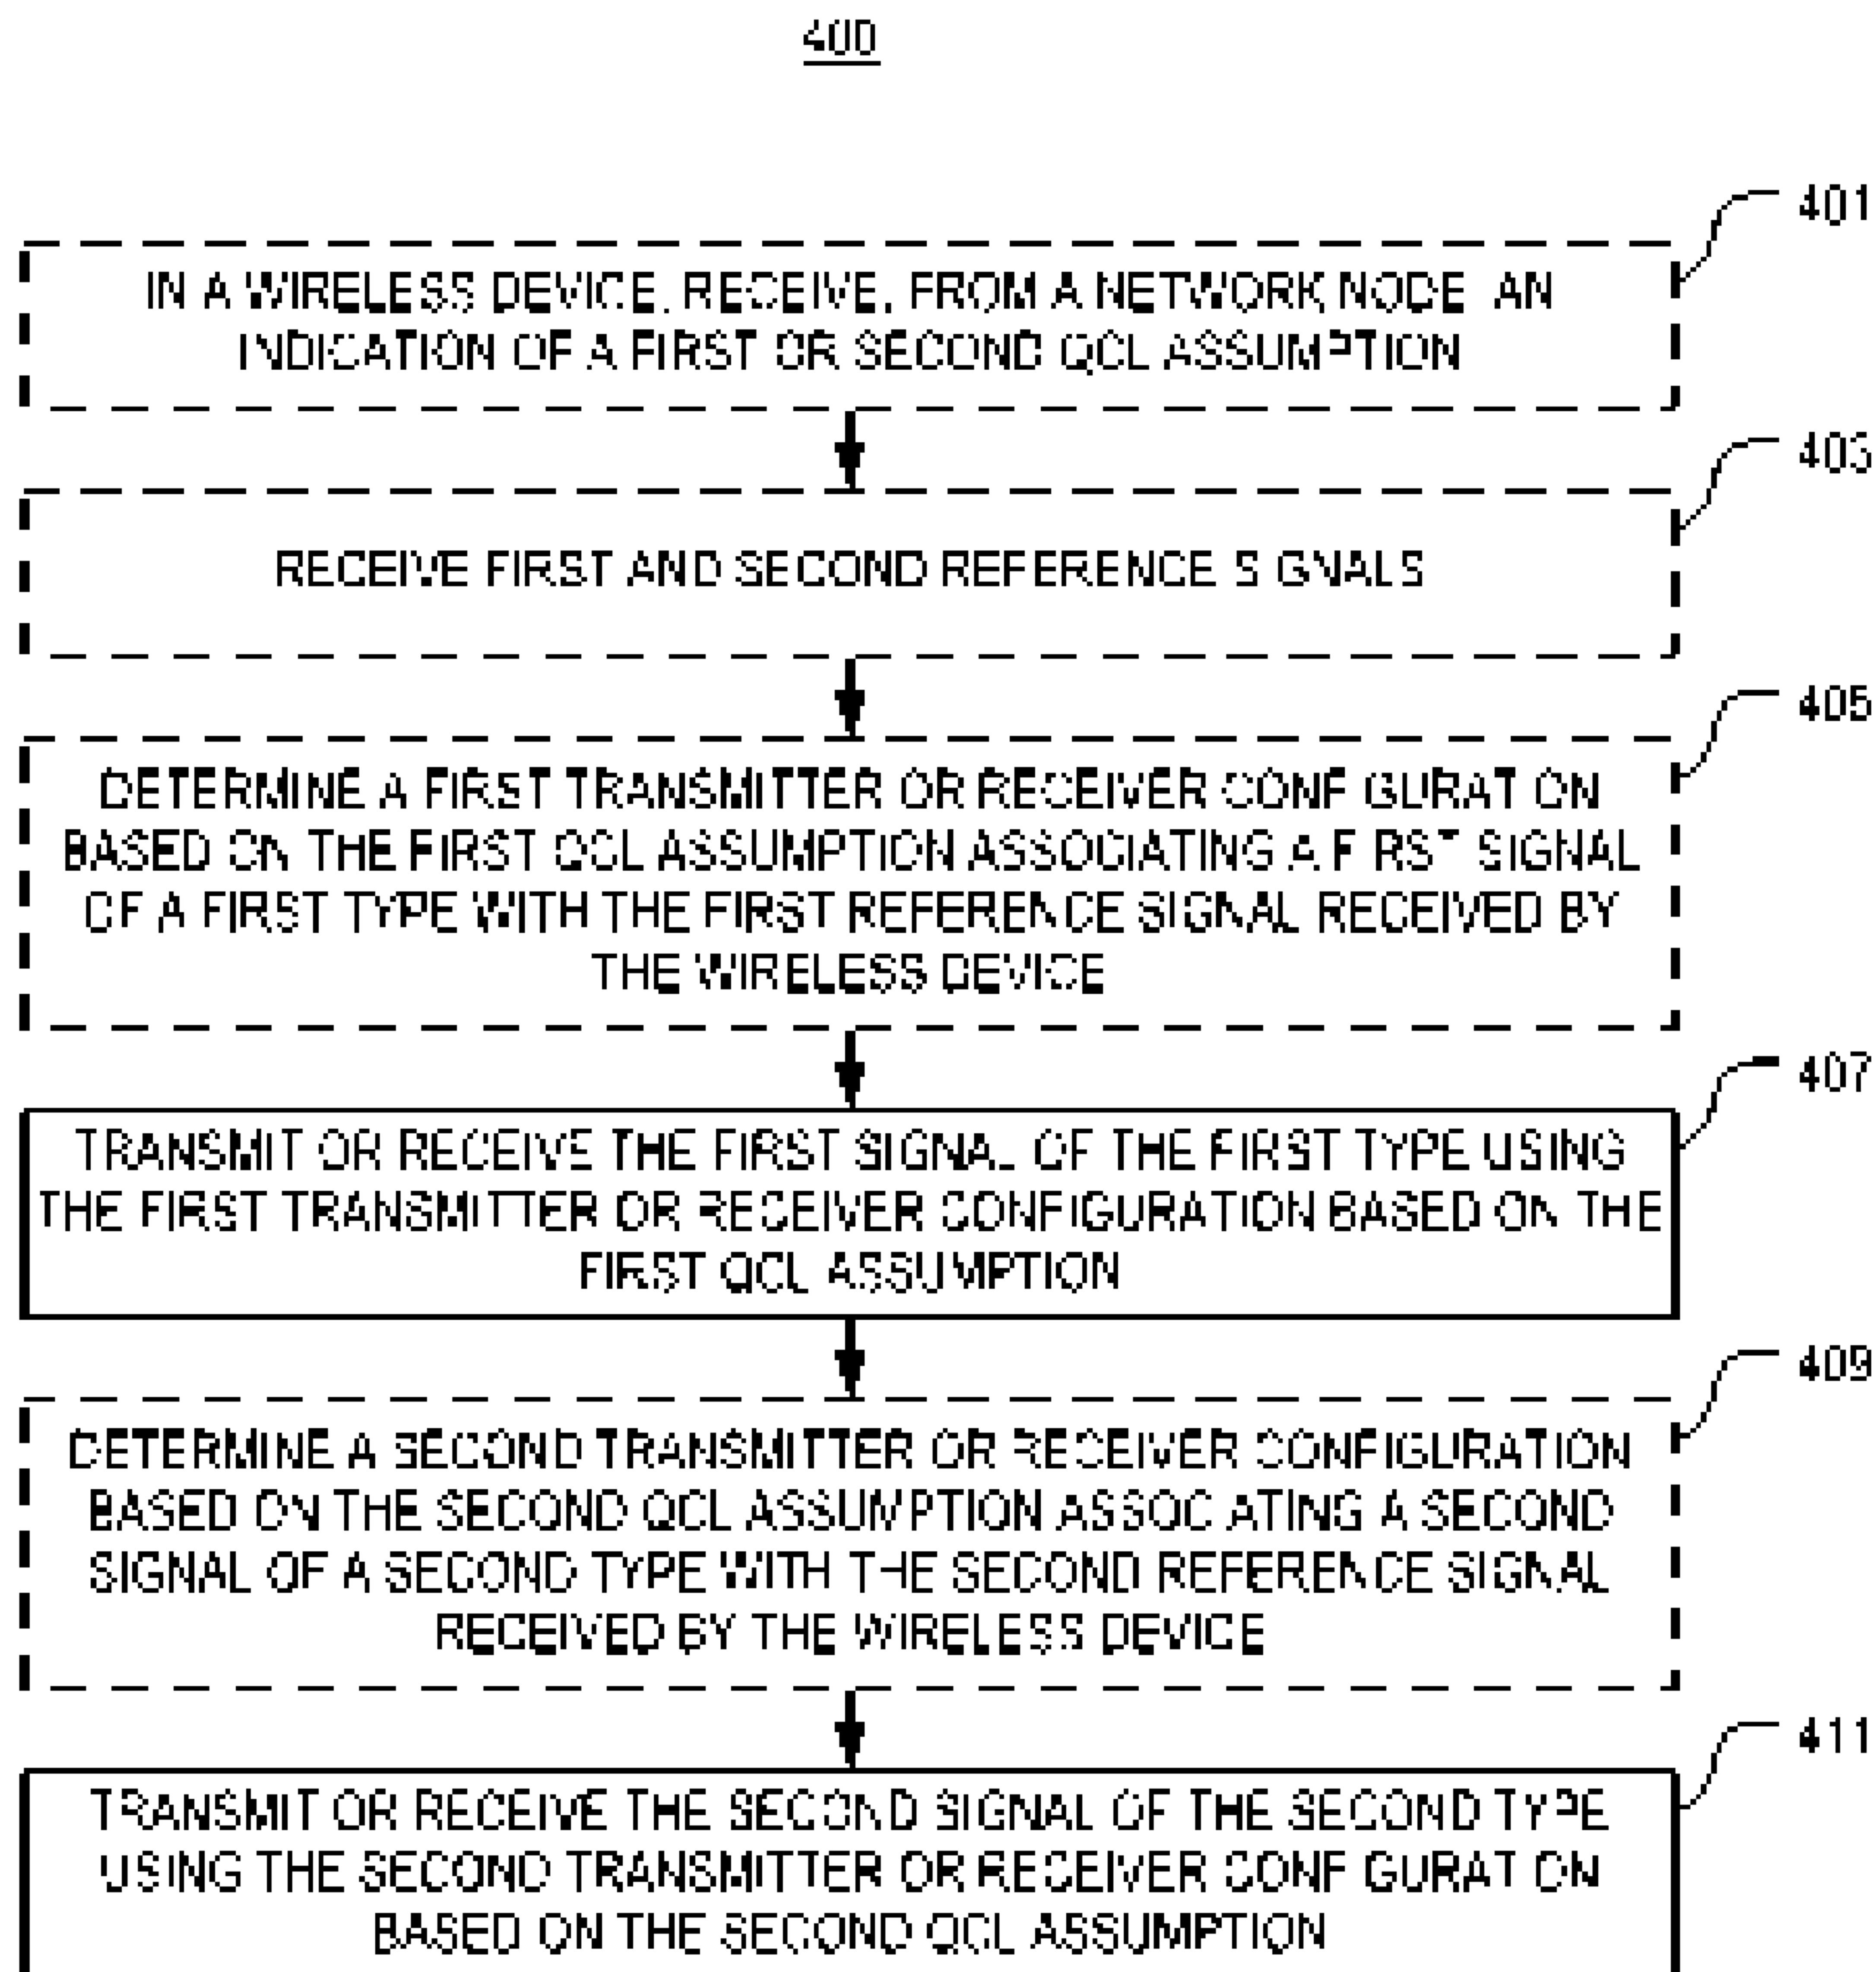 400
401
IN A WIRELESS DEVICE, RECEIVE, FROM A NETWORK NODE AN
INDICATION OF A FIRST OR SECOND QCL ASSUMPTION
403
RECEIVE FIRST AND SECOND REFERENCE SIGNALS
405
DETERMINE A FIRST TRANSMITTER OR RECEIVER CONFIGURATION
BASED ON THE FIRST QCL ASSUMPTION ASSOCIATING A FIRST SIGNAL
OF A FIRST TYPE WITH THE FIRST REFERENCE SIGNAL RECEIVED BY
THE WIRELESS DEVICE
407
TRANSMIT OR RECEIVE THE FIRST SIGNAL OF THE FIRST TYPE USING
THE FIRST TRANSMITTER OR RECEIVER CONFIGURATION BASED ON THE
FIRST QCL ASSUMPTION
409
DETERMINE A SECOND TRANSMITTER OR RECEIVER CONFIGURATION
BASED ON THE SECOND QCL ASSUMPTION ASSOCIATING A SECOND
SIGNAL OF A SECOND TYPE WITH THE SECOND REFERENCE SIGNAL
RECEIVED BY THE WIRELESS DEVICE
411
TRANSMIT OR RECEIVE THE SECOND SIGNAL OF THE SECOND TYPE
USING THE SECOND TRANSMITTER OR RECEIVER CONFIGURATION
BASED ON THE SECOND QCL ASSUMPTION